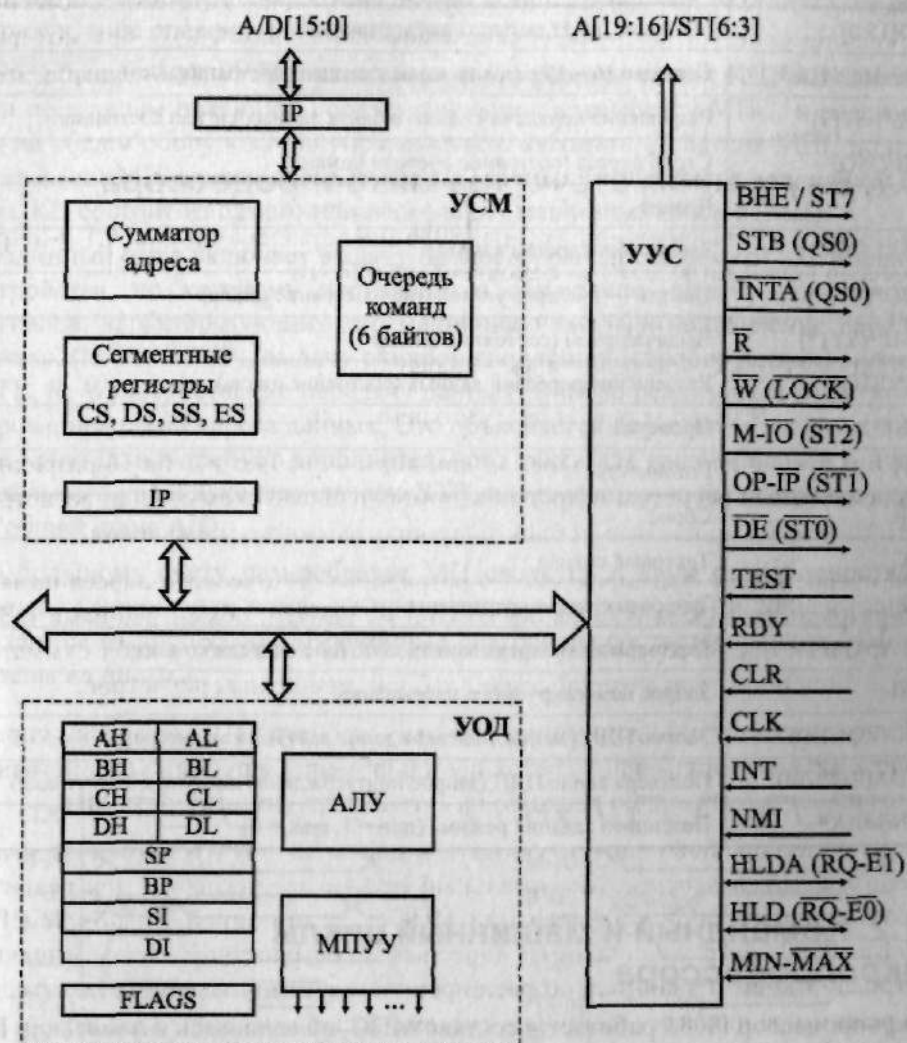 A/D[15:0]
A[19:16]/ST[6:3]
IP
УСМ
Сумматор
адреса
Очередь
команд
(6 байтов)
Сегментные
регистры
CS, DS, SS, ES
IP
УУС
BHE / ST7
STB (QS0)
INTA (QS0)
R
W (LOCK)
M-IO (ST2)
OP-IP (ST1)
DE (ST0)
TEST
RDY
CLR
CLK
INT
NMI
HLDA (RQ-E1)
HLD (RQ-E0)
MIN-MAX
УОД
AH AL
BH BL
CH CL
DH DL
SP
BP
SI
DI
FLAGS
АЛУ
МПУУ
...